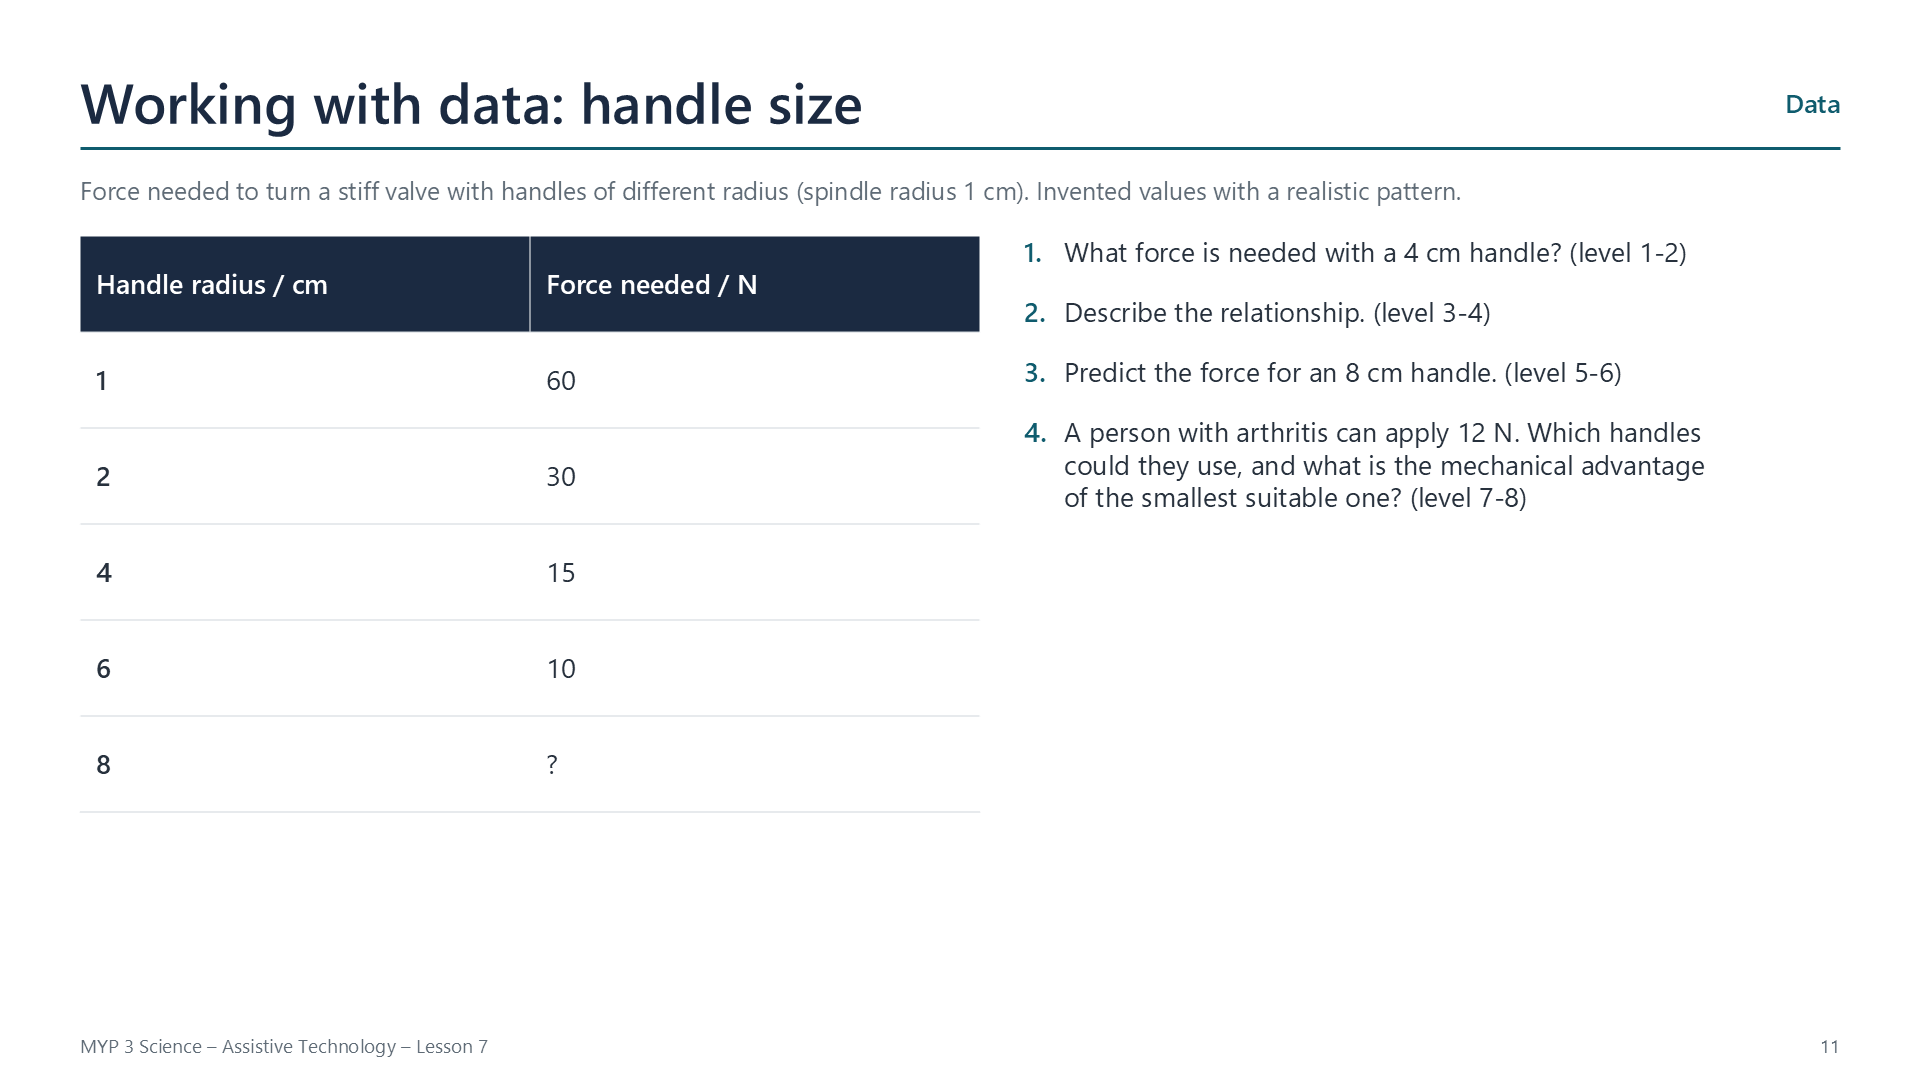 Working with data: handle size
Data
Force needed to turn a stiff valve with handles of different radius (spindle radius 1 cm). Invented values with a realistic pattern.
Handle radius / cm
Force needed / N
1
60
2
30
4
15
6
10
8
?
1. What force is needed with a 4 cm handle? (level 1-2)
2. Describe the relationship. (level 3-4)
3. Predict the force for an 8 cm handle. (level 5-6)
4. A person with arthritis can apply 12 N. Which handles
could they use, and what is the mechanical advantage
of the smallest suitable one? (level 7-8)
MYP 3 Science – Assistive Technology – Lesson 7
11